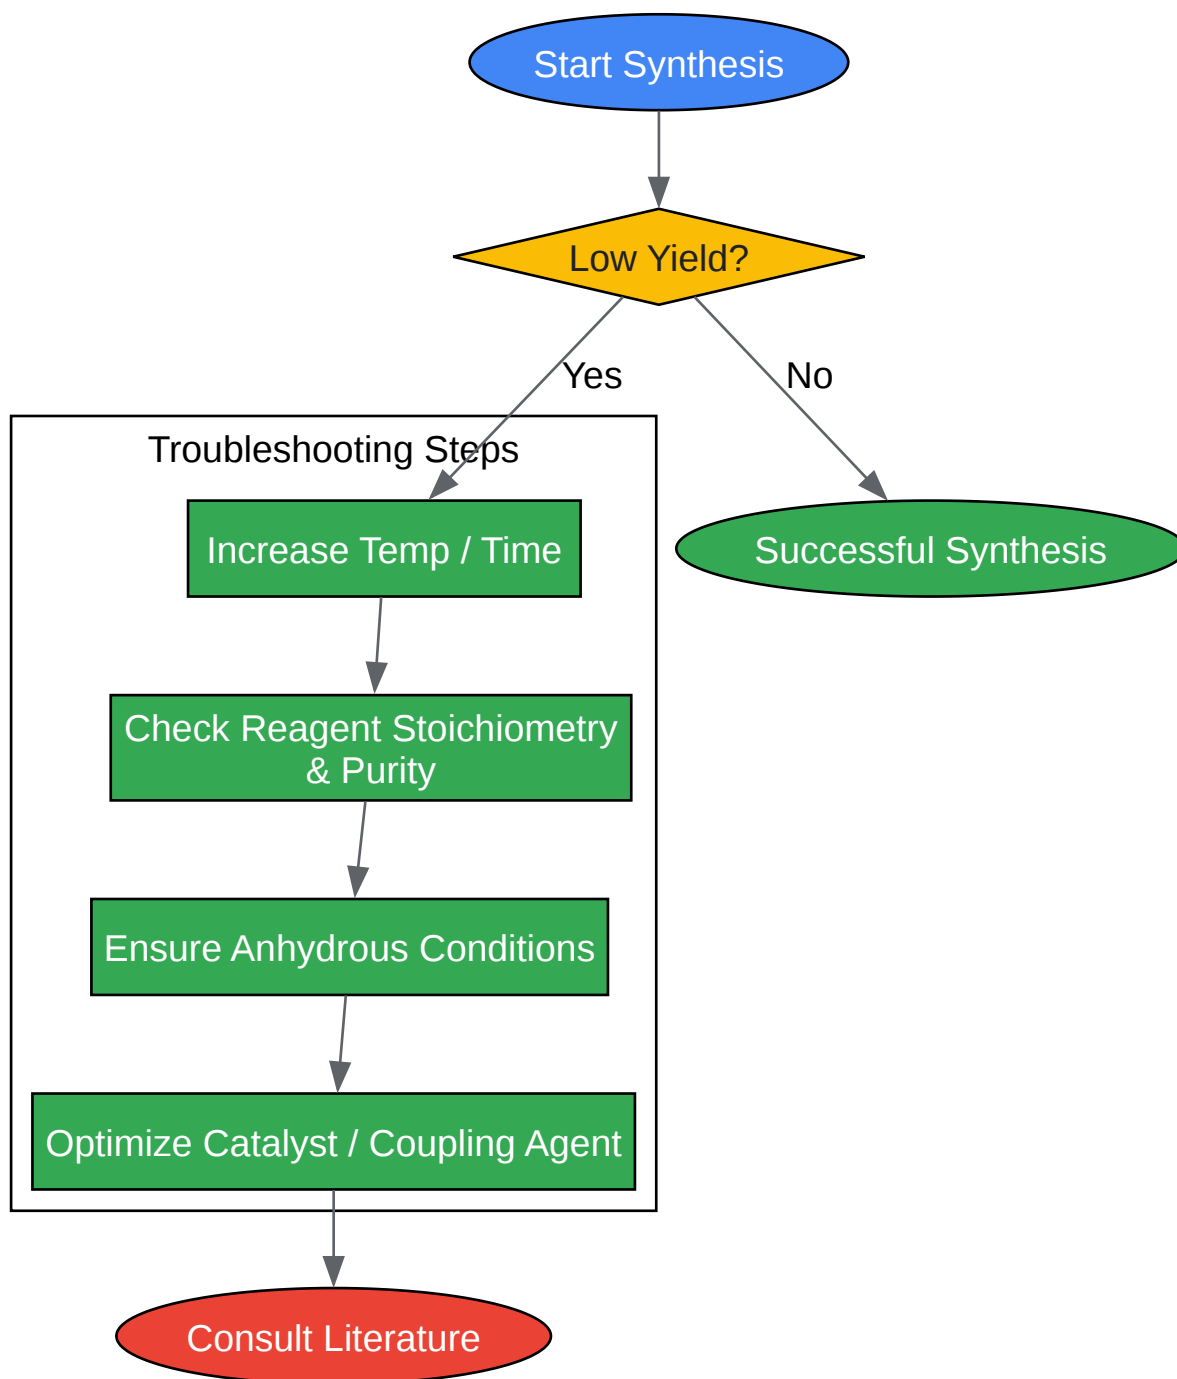 Start Synthesis
Low Yield?
Yes
No
Troubleshooting Steps
Increase Temp / Time
Successful Synthesis
Check Reagent Stoichiometry
& Purity
Ensure Anhydrous Conditions
Optimize Catalyst / Coupling Agent
Consult Literature